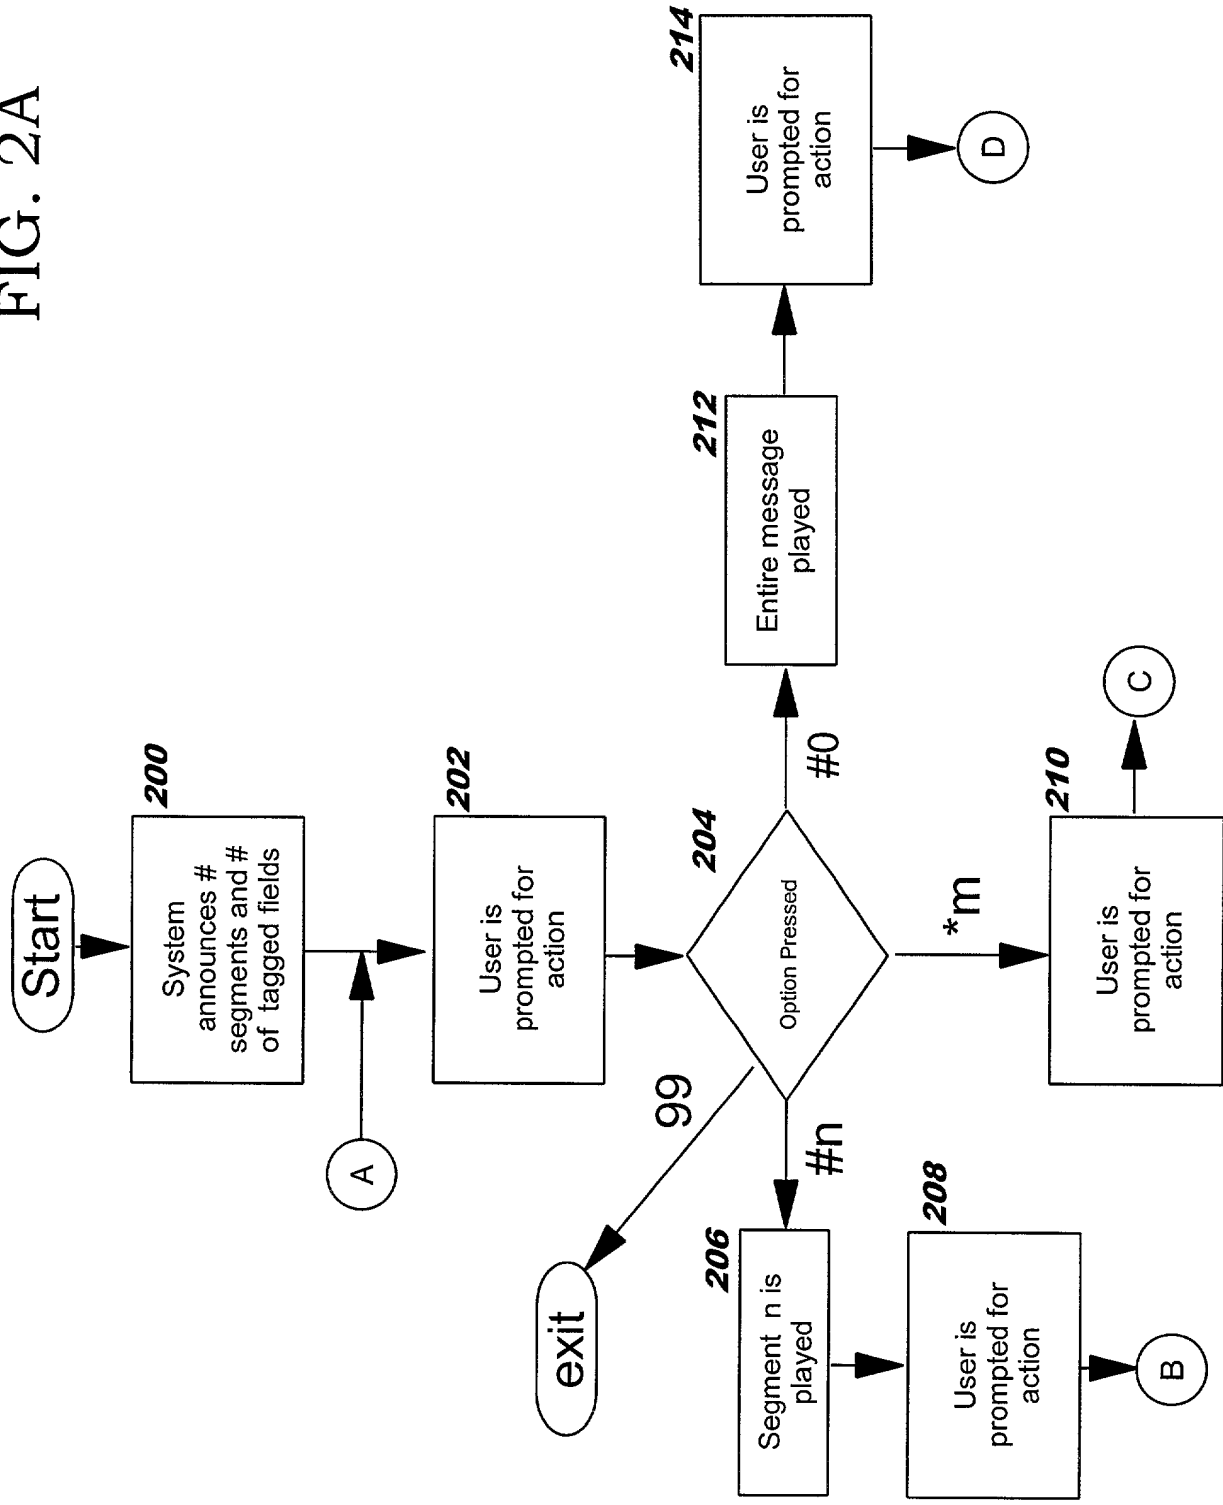 FIG. 2A
Start
200
System
announces #
segments and #
of tagged fields
A
202
User is
prompted for
action
204
Option Pressed
99
exit
#n
206
Segment n is
played
208
User is
prompted for
action
B
*m
210
User is
prompted for
action
C
#0
212
Entire message
played
214
User is
prompted for
action
D